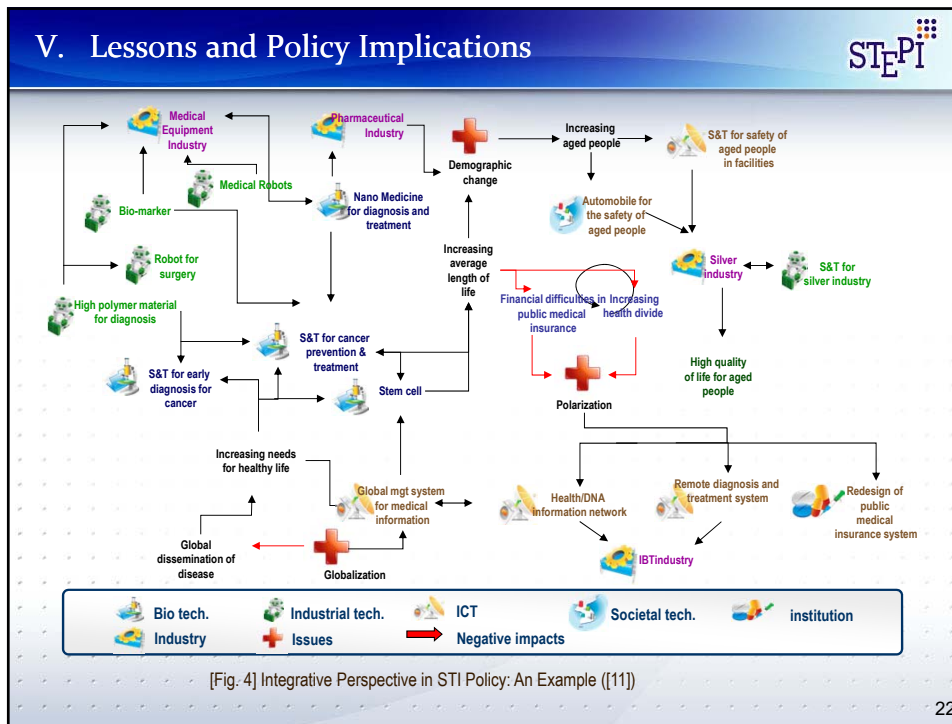 V. Lessons and Policy Implications
STEPI
Medical
Equipment
Industry
Pharmaceutical
Industry
Demographic
change
Increasing
aged people
S&T for safety of
aged people
in facilities
Medical Robots
Bio-marker
Nano Medicine
for diagnosis and
treatment
Automobile for
the safety of
aged people
Robot for
surgery
Increasing
average
length of
life
Silver
industry
S&T for
silver industry
High polymer material
for diagnosis
Financial difficulties in
public medical
insurance
Increasing
health divide
S&T for cancer
prevention &
treatment
S&T for early
diagnosis for
cancer
Stem cell
High quality
of life for aged
people
Polarization
Increasing needs
for healthy life
Global mgt system
for medical
information
Health/DNA
information network
Remote diagnosis and
treatment system
Redesign of
public
medical
insurance system
Global
dissemination of
disease
Globalization
IBTindustry
Bio tech.
Industrial tech.
ICT
Societal tech.
institution
Industry
Issues
Negative impacts
[Fig. 4] Integrative Perspective in STI Policy: An Example ([11])
22